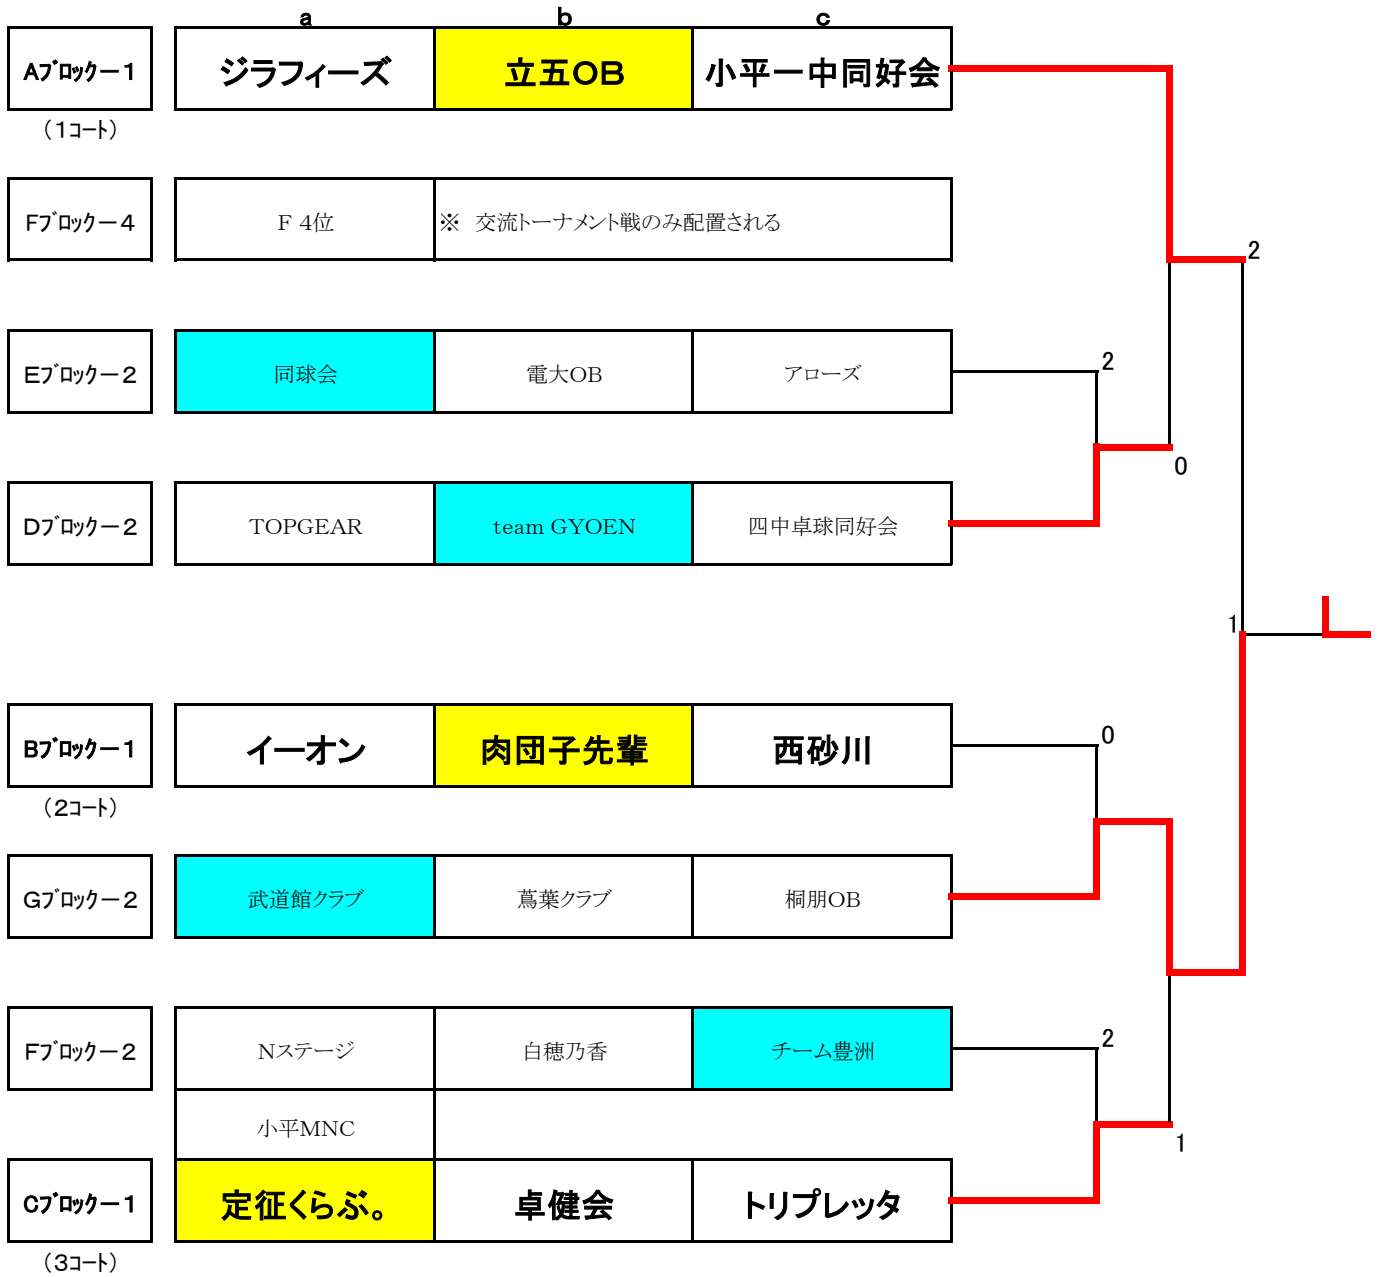 a b c
Aﾌﾞﾛｯｸー１ ジラフィーズ 立五ＯＢ 小平一中同好会
（１ｺｰﾄ）
Fﾌﾞﾛｯｸー４ F 4位 ※ 交流トーナメント戦のみ配置される
2
Eﾌﾞﾛｯｸー２ 同球会 電大OB アローズ
2
0
Dﾌﾞﾛｯｸー２ TOPGEAR team GYOEN 四中卓球同好会
1
Bﾌﾞﾛｯｸー１ イーオン 肉団子先輩 西砂川
0
（２ｺｰﾄ）
Gﾌﾞﾛｯｸー２ 武道館クラブ 蔦葉クラブ 桐朋OB
Fﾌﾞﾛｯｸー２ Nステージ 白穂乃香 チーム豊洲
2
小平MNC
1
Cﾌﾞﾛｯｸー１ 定征くらぶ。 卓健会 トリプレッタ
（３ｺｰﾄ）